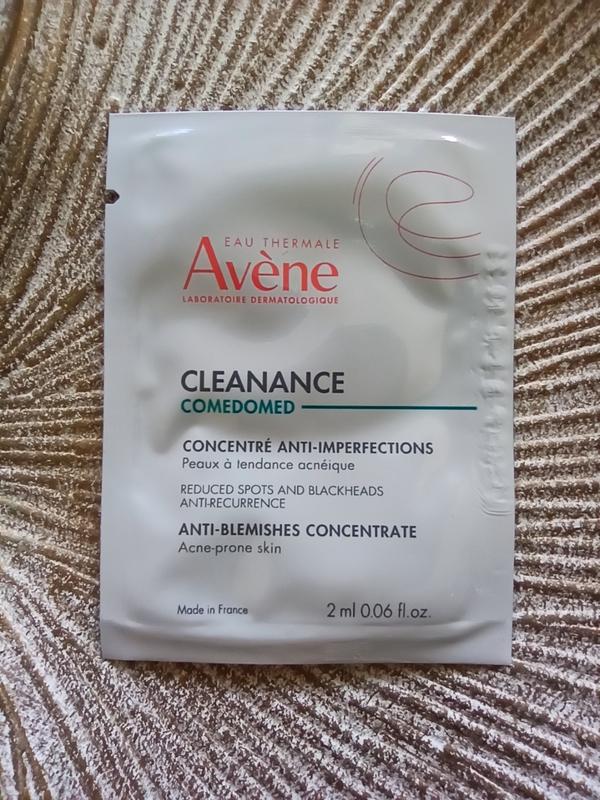 EAU THERMALE
Avène
LABORATOIRE DERMATOLOGIQUE
CLEANANCE
COMEDOMED
CONCENTRÉ ANTI-IMPERFECTIONS
Peaux à tendance acnéique
REDUCED SPOTS AND BLACKHEADS
ANTI-RECURRENCE
ANTI-BLEMISHES CONCENTRATE
Acne-prone skin
Made in France
2 ml 0.06 fl.oz.